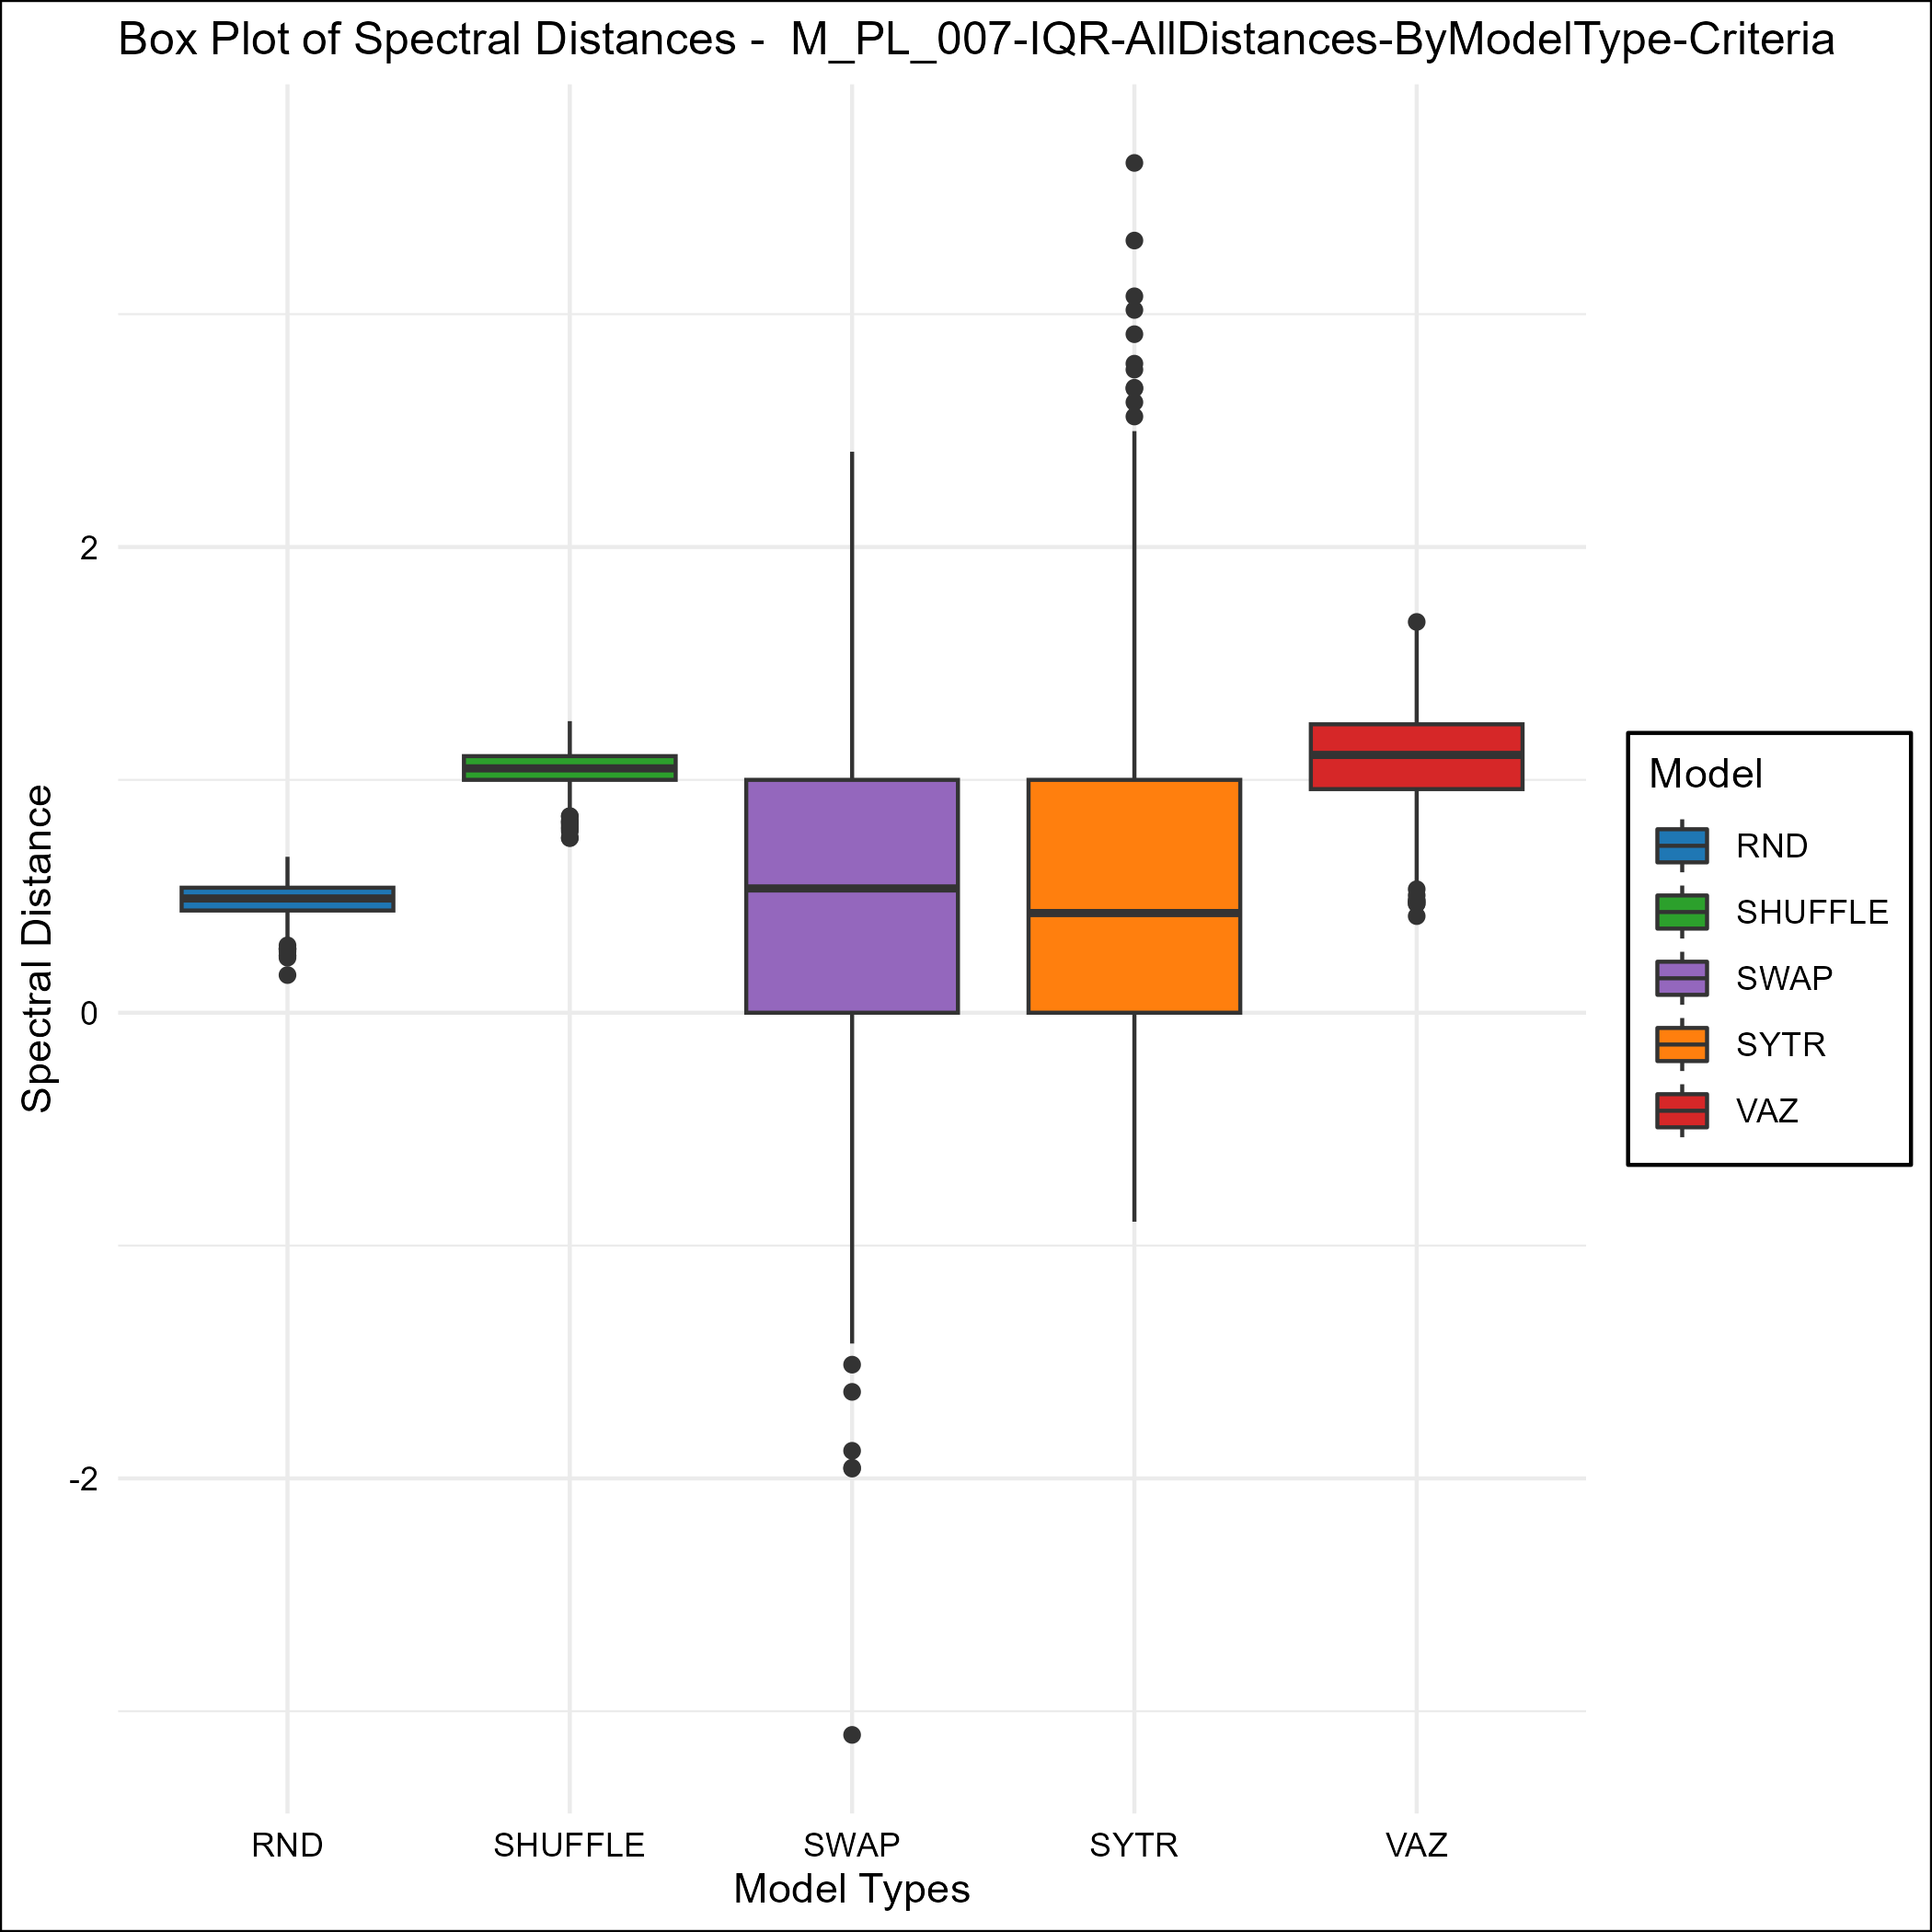 Box Plot of Spectral Distances -  M_PL_007-IQR-AllDistances-ByModelType-Criteria
Spectral Distance
2
0
-2
RND
SHUFFLE
SWAP
SYTR
VAZ
Model Types
Model
RND
SHUFFLE
SWAP
SYTR
VAZ